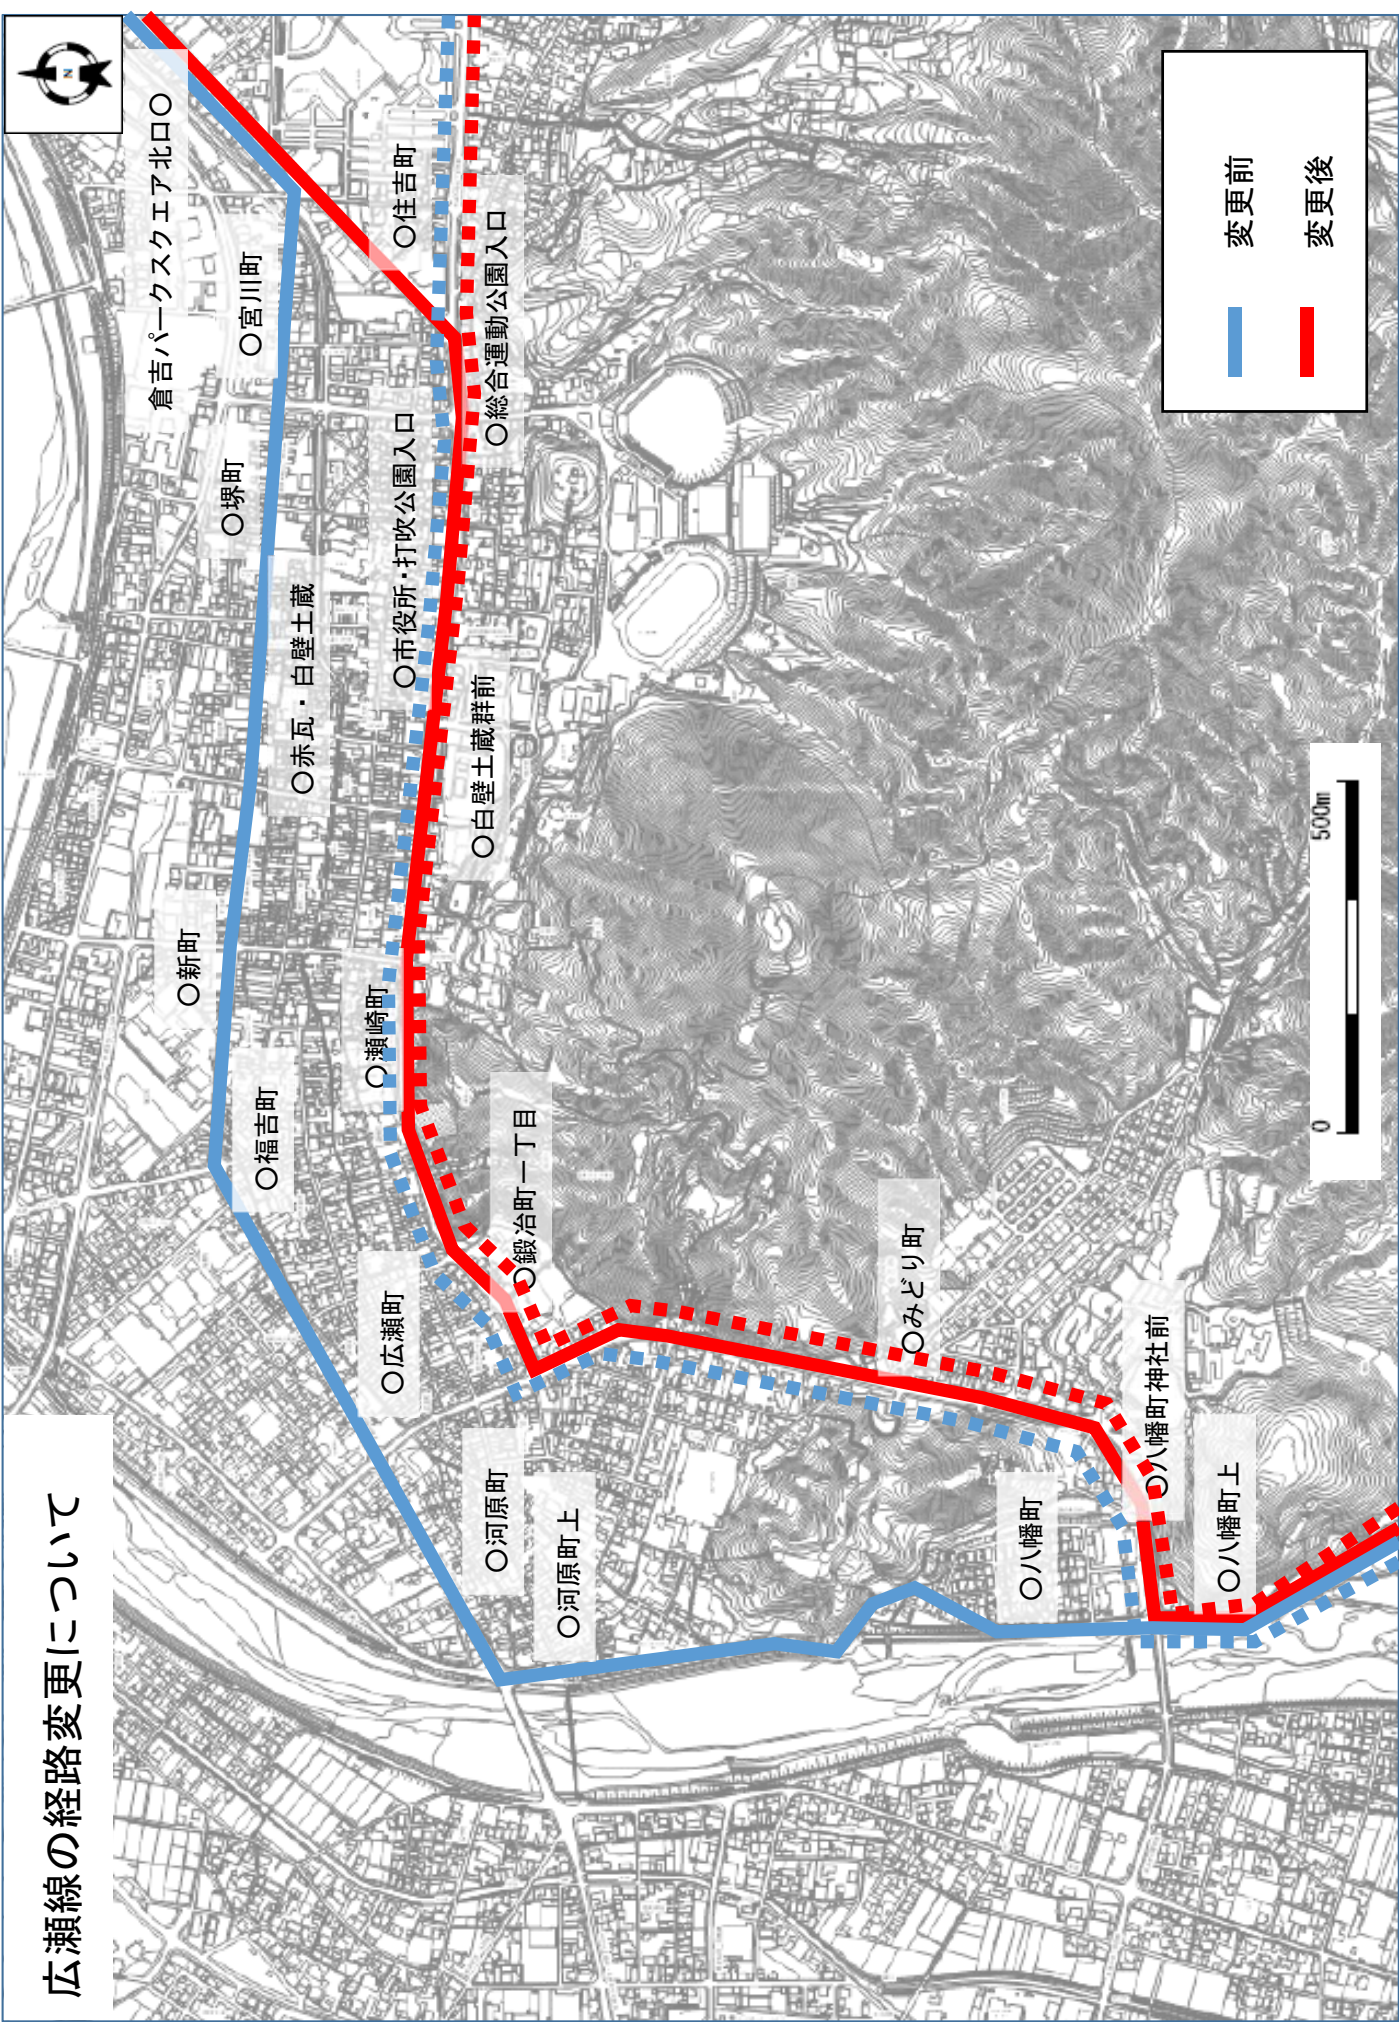 広瀬線の経路変更について
N
倉吉パークスクエア北口○
○宮川町
○堺町
○赤瓦・白壁土蔵
○新町
○福吉町
○住吉町
○総合運動公園入口
○市役所・打吹公園入口
○白壁土蔵群前
○瀬崎町
○鍛冶町一丁目
○広瀬町
○河原町
○河原町上
○みどり町
○八幡町
○八幡町神社前
○八幡町上
変更前
変更後
0
500m